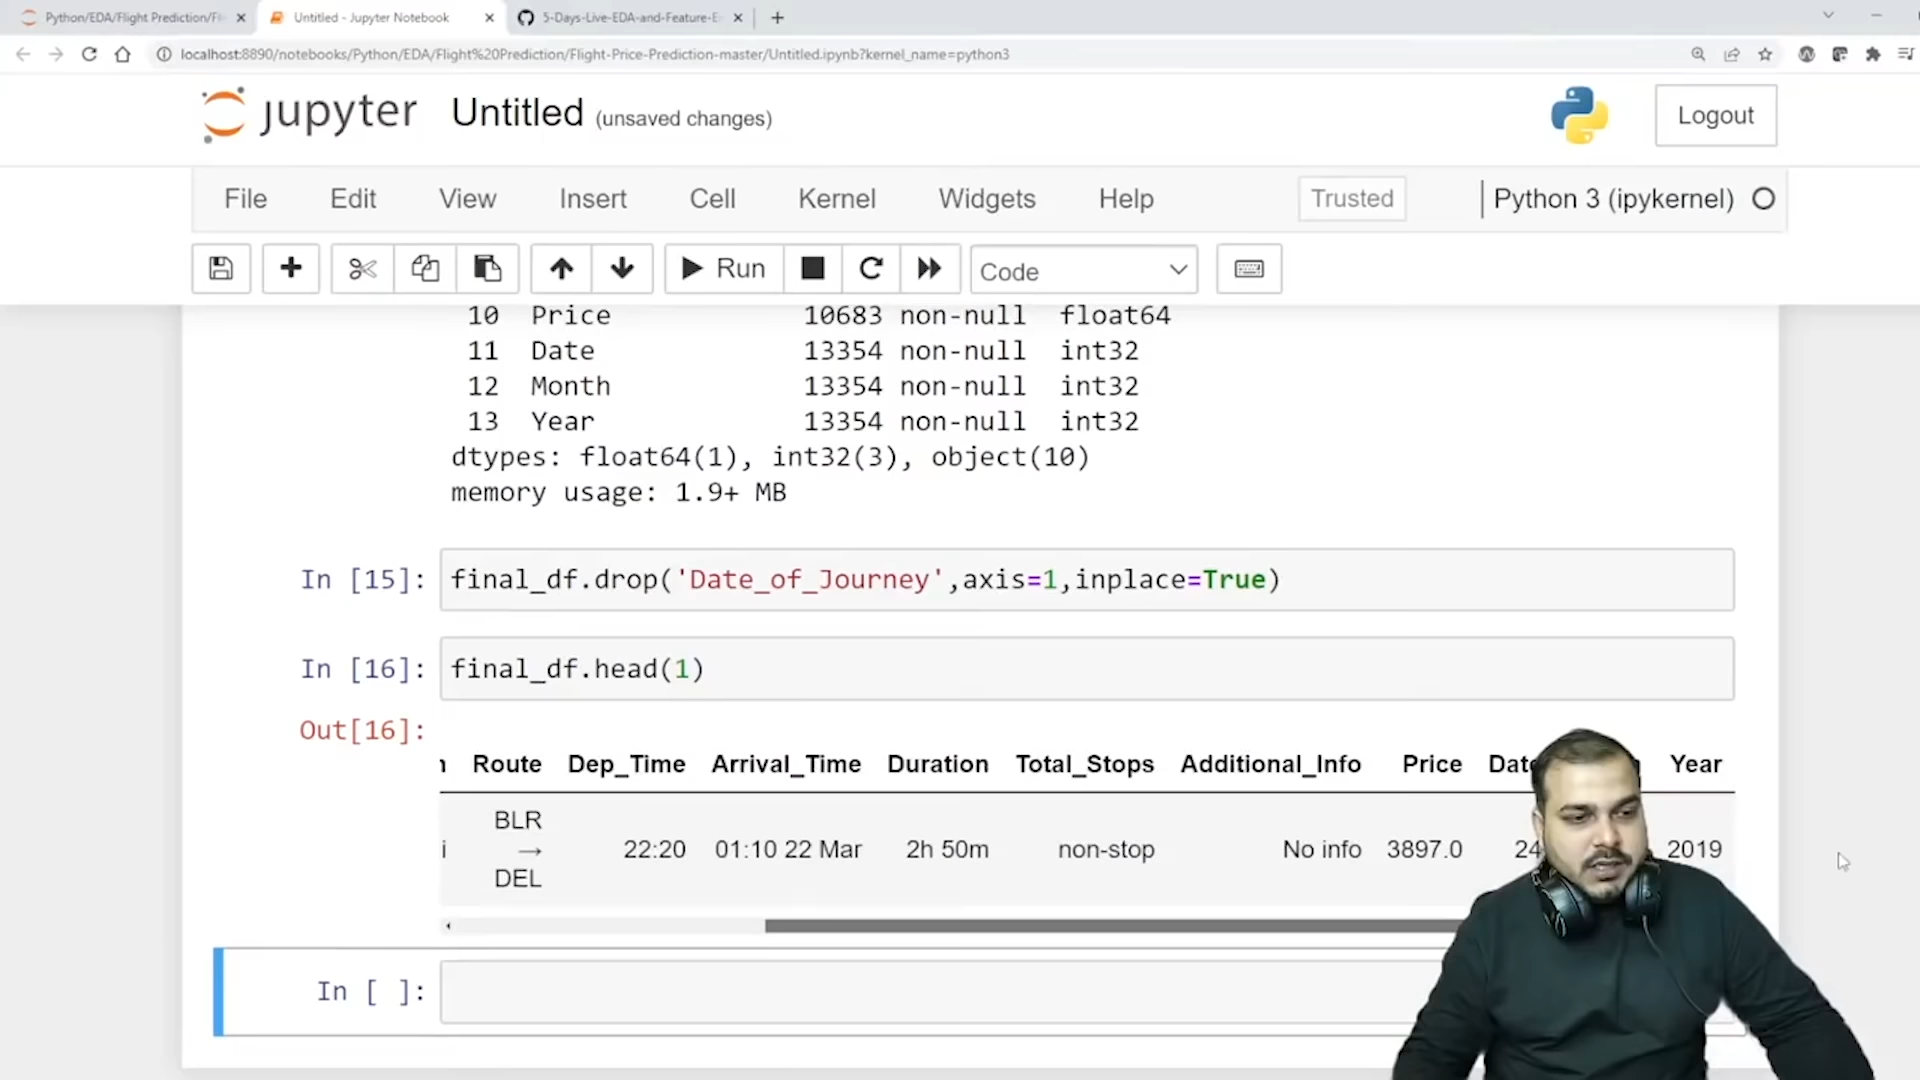 Python/EDA/Flight Prediction/Fli
Untitled - Jupyter Notebook
5-Days-Live-EDA-and-Feature-E
localhost:8890/notebooks/Python/EDA/Flight%20Prediction/Flight-Price-Prediction-master/Untitled.ipynb?kernel_name=python3
jupyter Untitled (unsaved changes) Logout
File Edit View Insert Cell Kernel Widgets Help Trusted Python 3 (ipykernel)
Run Code
10 Price 10683 non-null float64
11 Date 13354 non-null int32
12 Month 13354 non-null int32
13 Year 13354 non-null int32
dtypes: float64(1), int32(3), object(10)
memory usage: 1.9+ MB
In [15]: final_df.drop('Date_of_Journey',axis=1,inplace=True)
In [16]: final_df.head(1)
Out[16]:
n Route Dep_Time Arrival_Time Duration Total_Stops Additional_Info Price Date Year
BLR
i → 22:20 01:10 22 Mar 2h 50m non-stop No info 3897.0 24 2019
DEL
In [ ]: